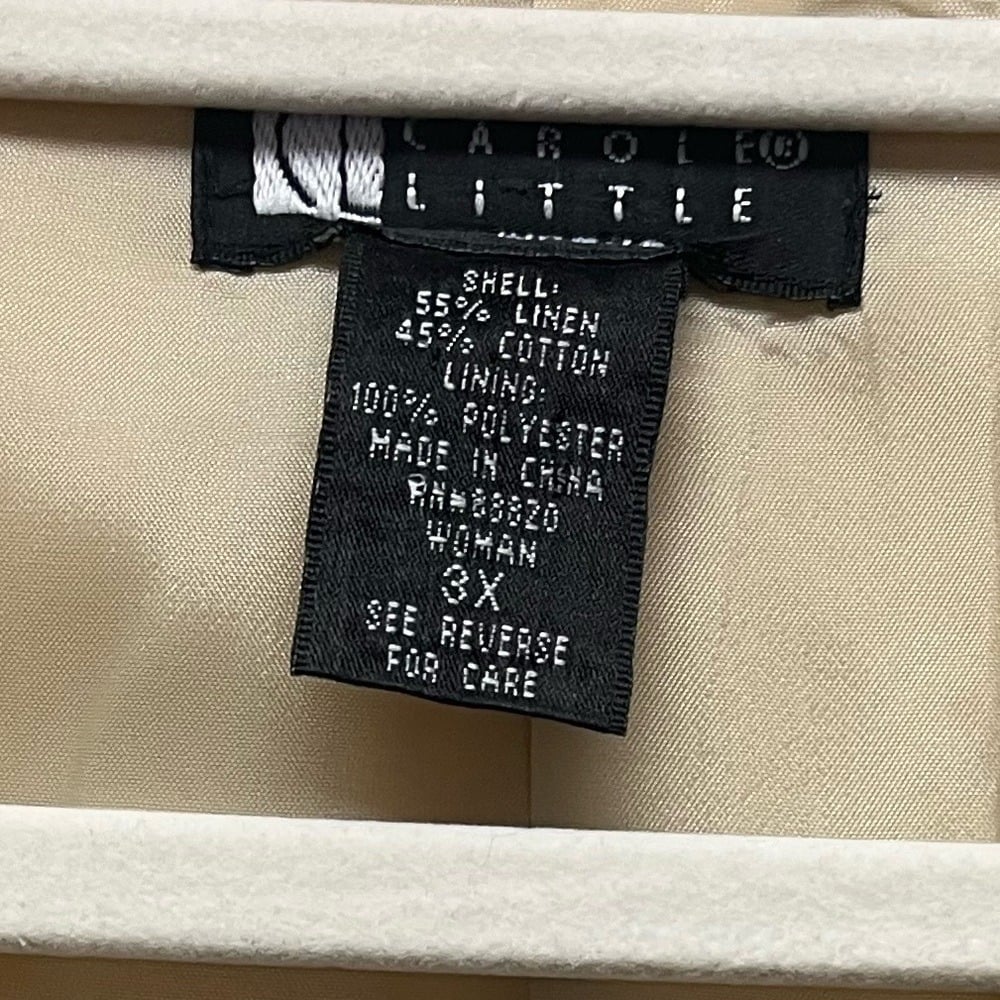 CAROLE®
LITTLE
SHELL:
55% LINEN
45% COTTON
LINING:
100% POLYESTER
MADE IN CHINA
WOMAN
3X
SEE REVERSE
FOR CARE